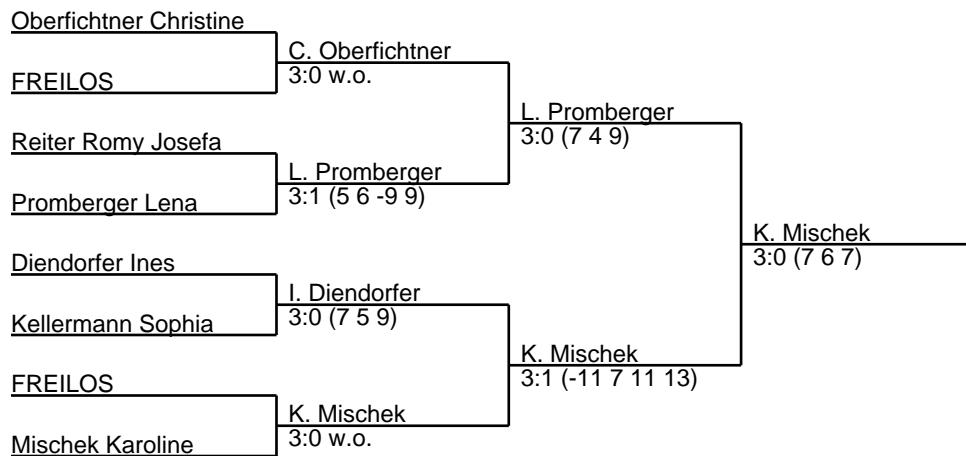 Oberfichtner Christine
FREILOS
Reiter Romy Josefa
Promberger Lena
Diendorfer Ines
Kellermann Sophia
FREILOS
Mischek Karoline
C. Oberfichtner
3:0 w.o.
L. Promberger
3:1 (5 6 -9 9)
I. Diendorfer
3:0 (7 5 9)
K. Mischek
3:0 w.o.
L. Promberger
3:0 (7 4 9)
K. Mischek
3:1 (-11 7 11 13)
K. Mischek
3:0 (7 6 7)